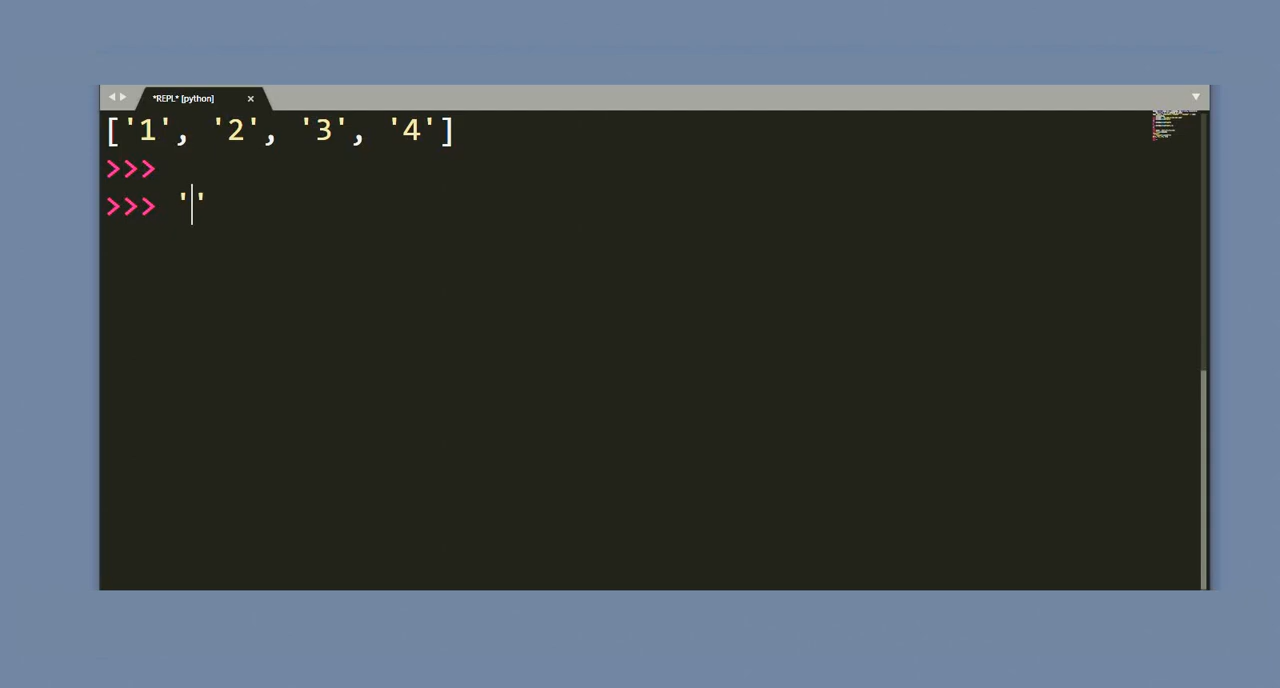 *REPL* [python]
['1', '2', '3', '4']
>>>
>>> ''